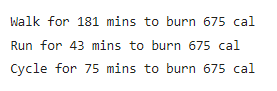 Walk for 181 mins to burn 675 cal
Run for 43 mins to burn 675 cal
Cycle for 75 mins to burn 675 cal